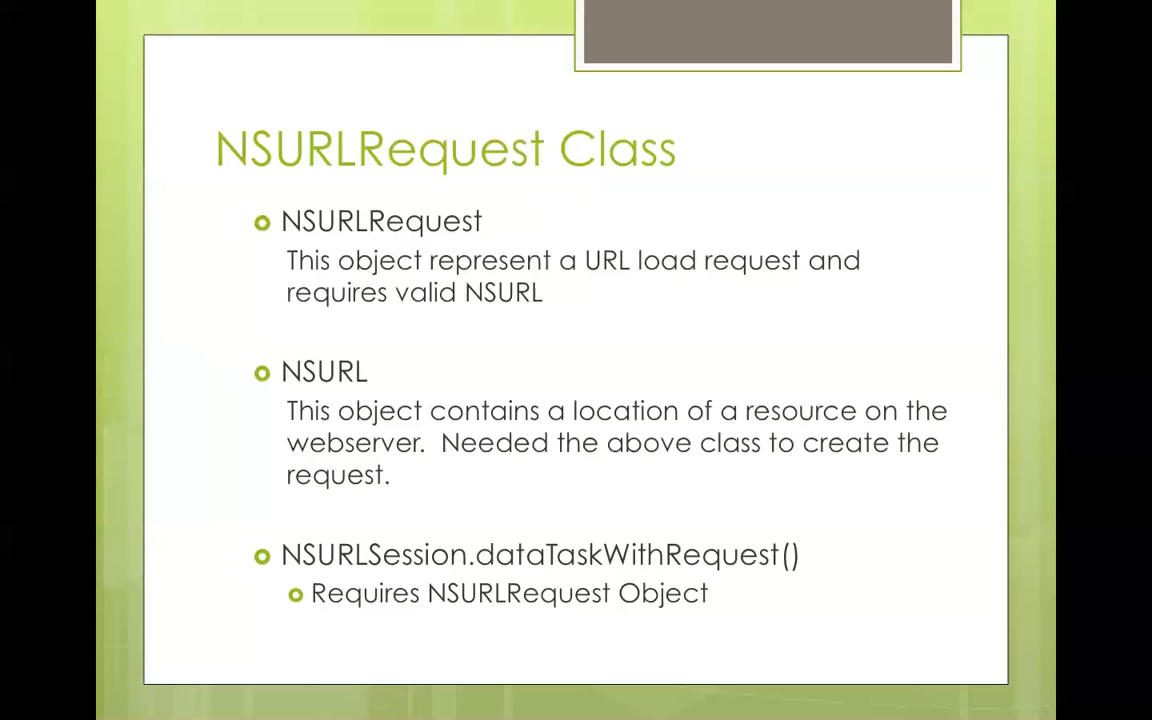 NSURLRequest Class
NSURLRequest
This object represent a URL load request and
requires valid NSURL
NSURL
This object contains a location of a resource on the
webserver.  Needed the above class to create the
request.
NSURLSession.dataTaskWithRequest()
Requires NSURLRequest Object